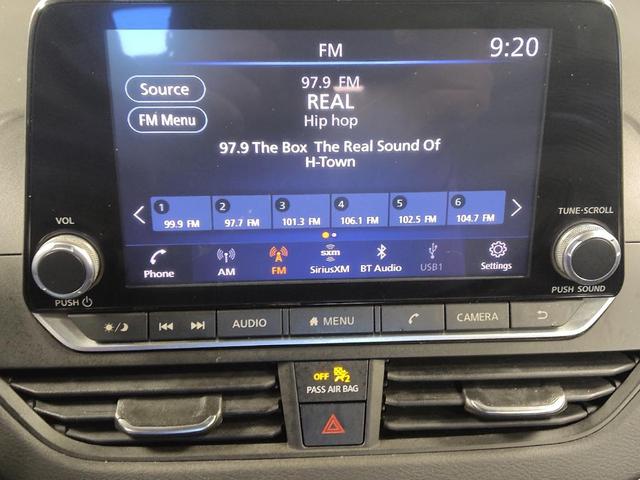 FM
9:20
Source
97.9 FM
REAL
FM Menu
Hip hop
97.9 The Box The Real Sound Of
H-Town
1
2
3
4
5
6
99.9 FM
97.7 FM
101.3 FM
106.1 FM
102.5 FM
104.7 FM
VOL
TUNE·SCROLL
Phone
AM
FM
sxm
SiriusXM
BT Audio
USB1
Settings
PUSH
PUSH SOUND
AUDIO
MENU
CAMERA
OFF
2
PASS AIR BAG